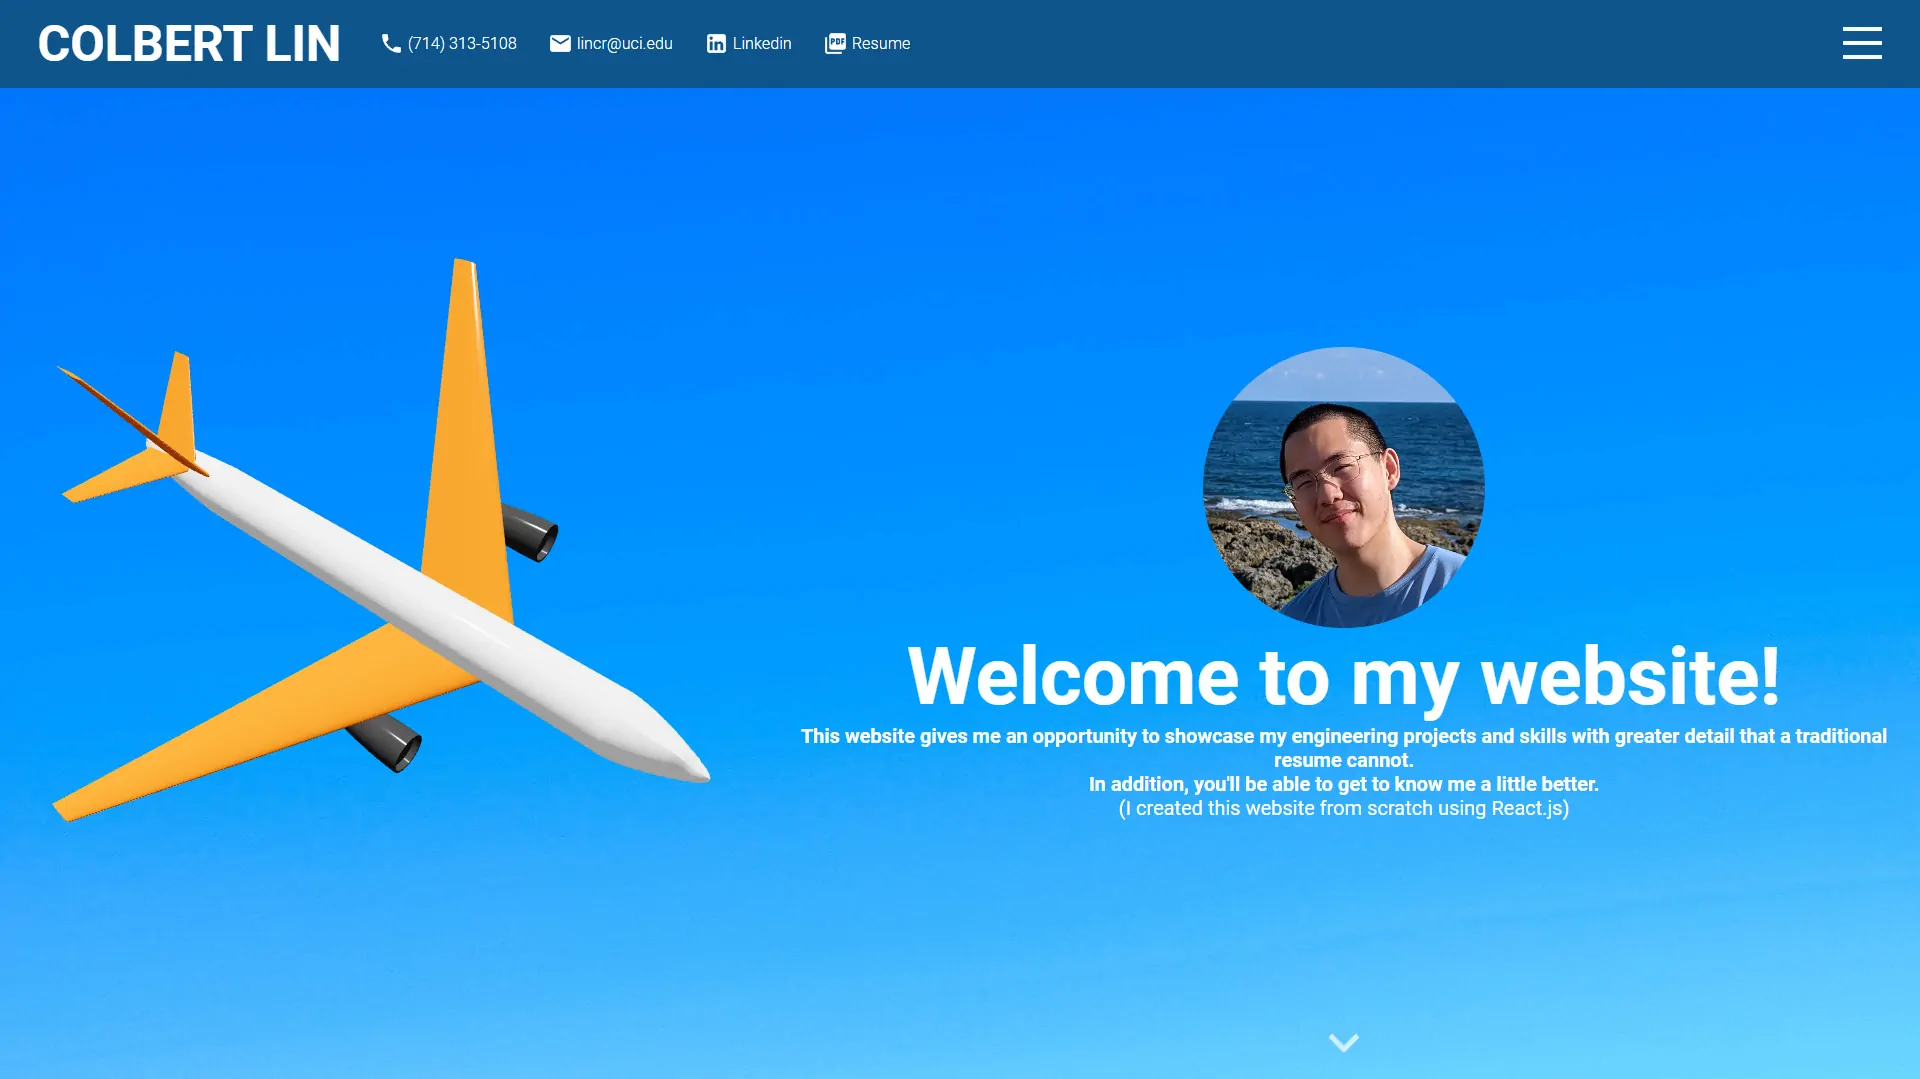 COLBERT LIN
(714) 313-5108
lincr@uci.edu
Linkedin
PDF
Resume
Welcome to my website!
This website gives me an opportunity to showcase my engineering projects and skills with greater detail that a traditional
resume cannot.
In addition, you'll be able to get to know me a little better.
(I created this website from scratch using React.js)